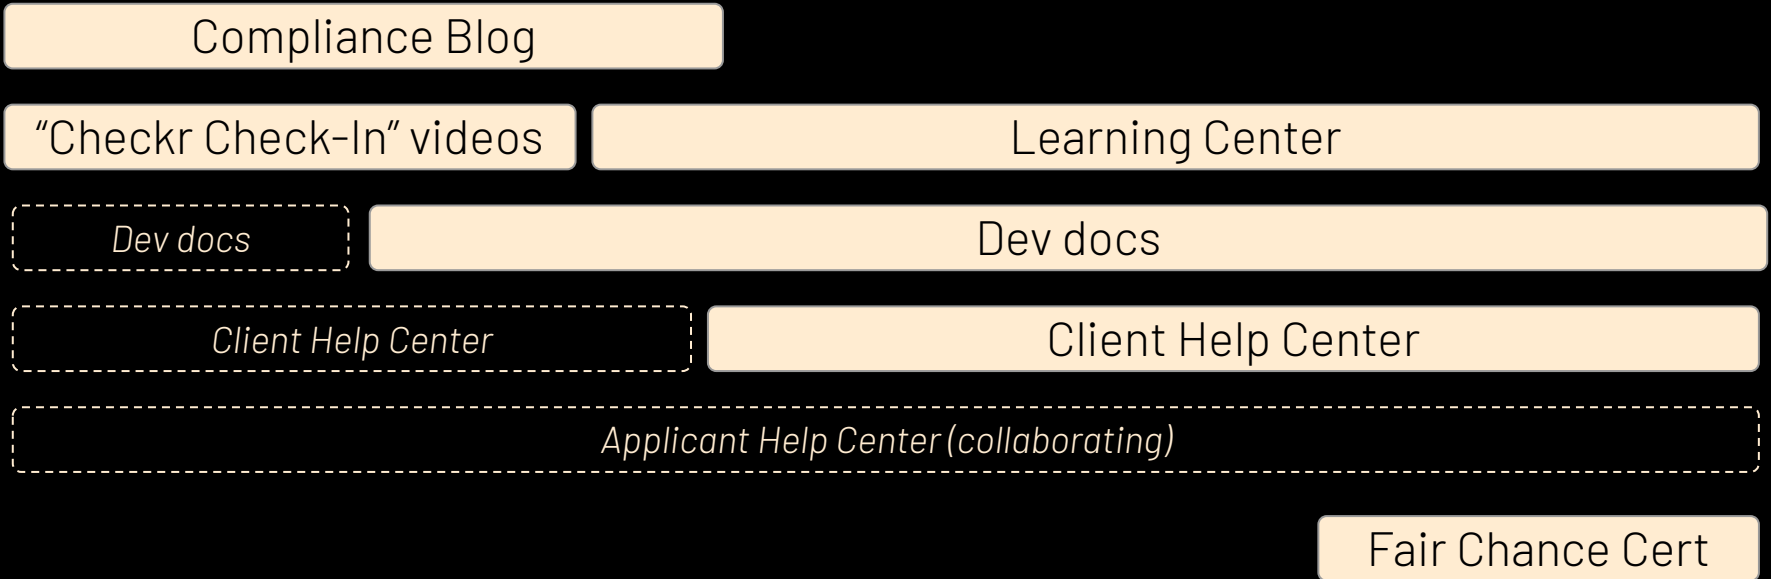 Compliance Blog
“Checkr Check-In” videos
Learning Center
Dev docs
Dev docs
Client Help Center
Client Help Center
Applicant Help Center (collaborating)
Fair Chance Cert